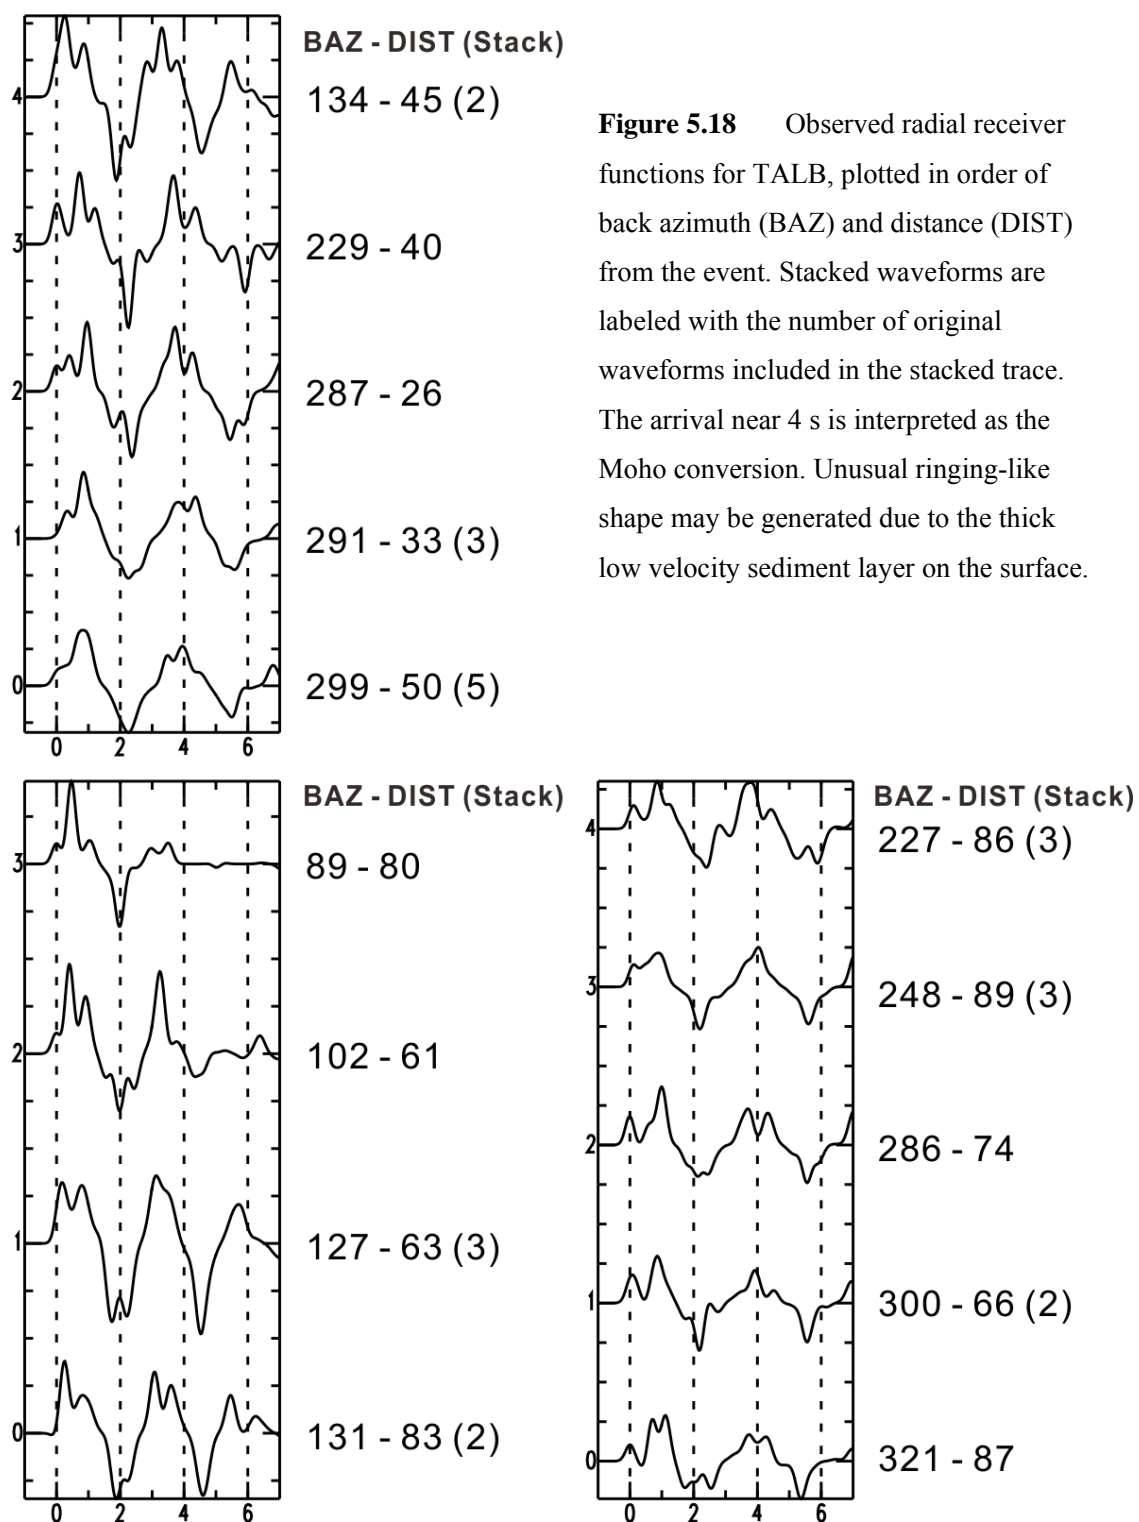 BAZ - DIST (Stack)
4
134 - 45 (2)
3
229 - 40
2
287 - 26
1
291 - 33 (3)
0
299 - 50 (5)
0 2 4 6
Figure 5.18 Observed radial receiver
functions for TALB, plotted in order of
back azimuth (BAZ) and distance (DIST)
from the event. Stacked waveforms are
labeled with the number of original
waveforms included in the stacked trace.
The arrival near 4 s is interpreted as the
Moho conversion. Unusual ringing-like
shape may be generated due to the thick
low velocity sediment layer on the surface.
BAZ - DIST (Stack)
3
89 - 80
2
102 - 61
1
127 - 63 (3)
0
131 - 83 (2)
0 2 4 6
BAZ - DIST (Stack)
4
227 - 86 (3)
3
248 - 89 (3)
2
286 - 74
1
300 - 66 (2)
0
321 - 87
0 2 4 6